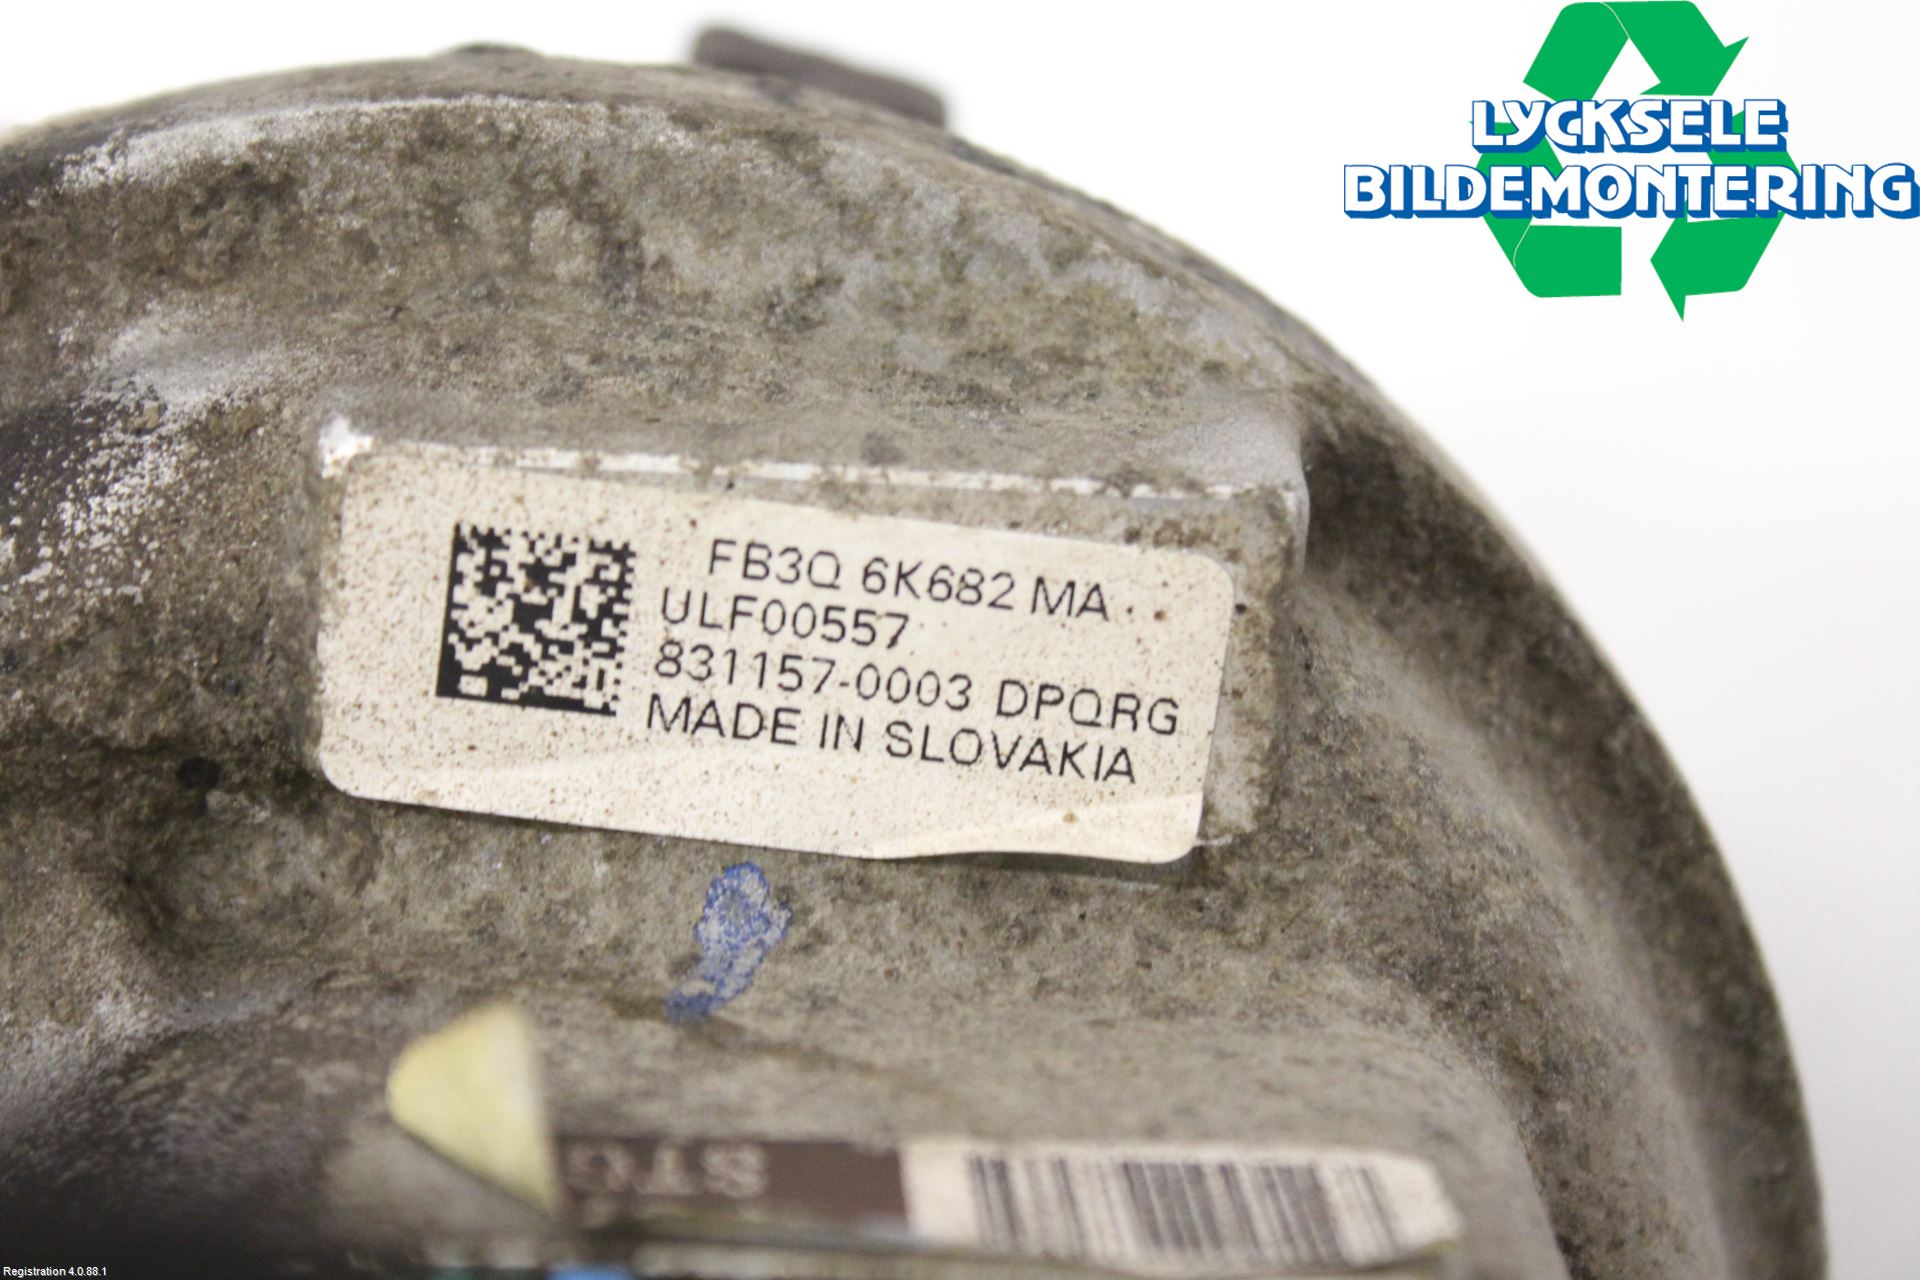 LYCKSELE
BILDEMONTERING
FB3Q 6K682 MA
ULF00557
831157-0003 DPQRG
MADE IN SLOVAKIA
Registration 4.0.88.1